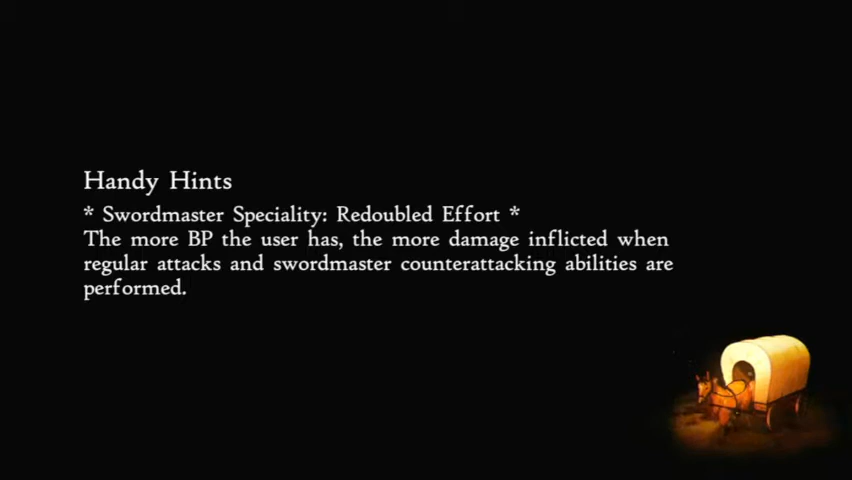 Handy Hints
* Swordmaster Speciality: Redoubled Effort *
The more BP the user has, the more damage inflicted when
regular attacks and swordmaster counterattacking abilities are
performed.